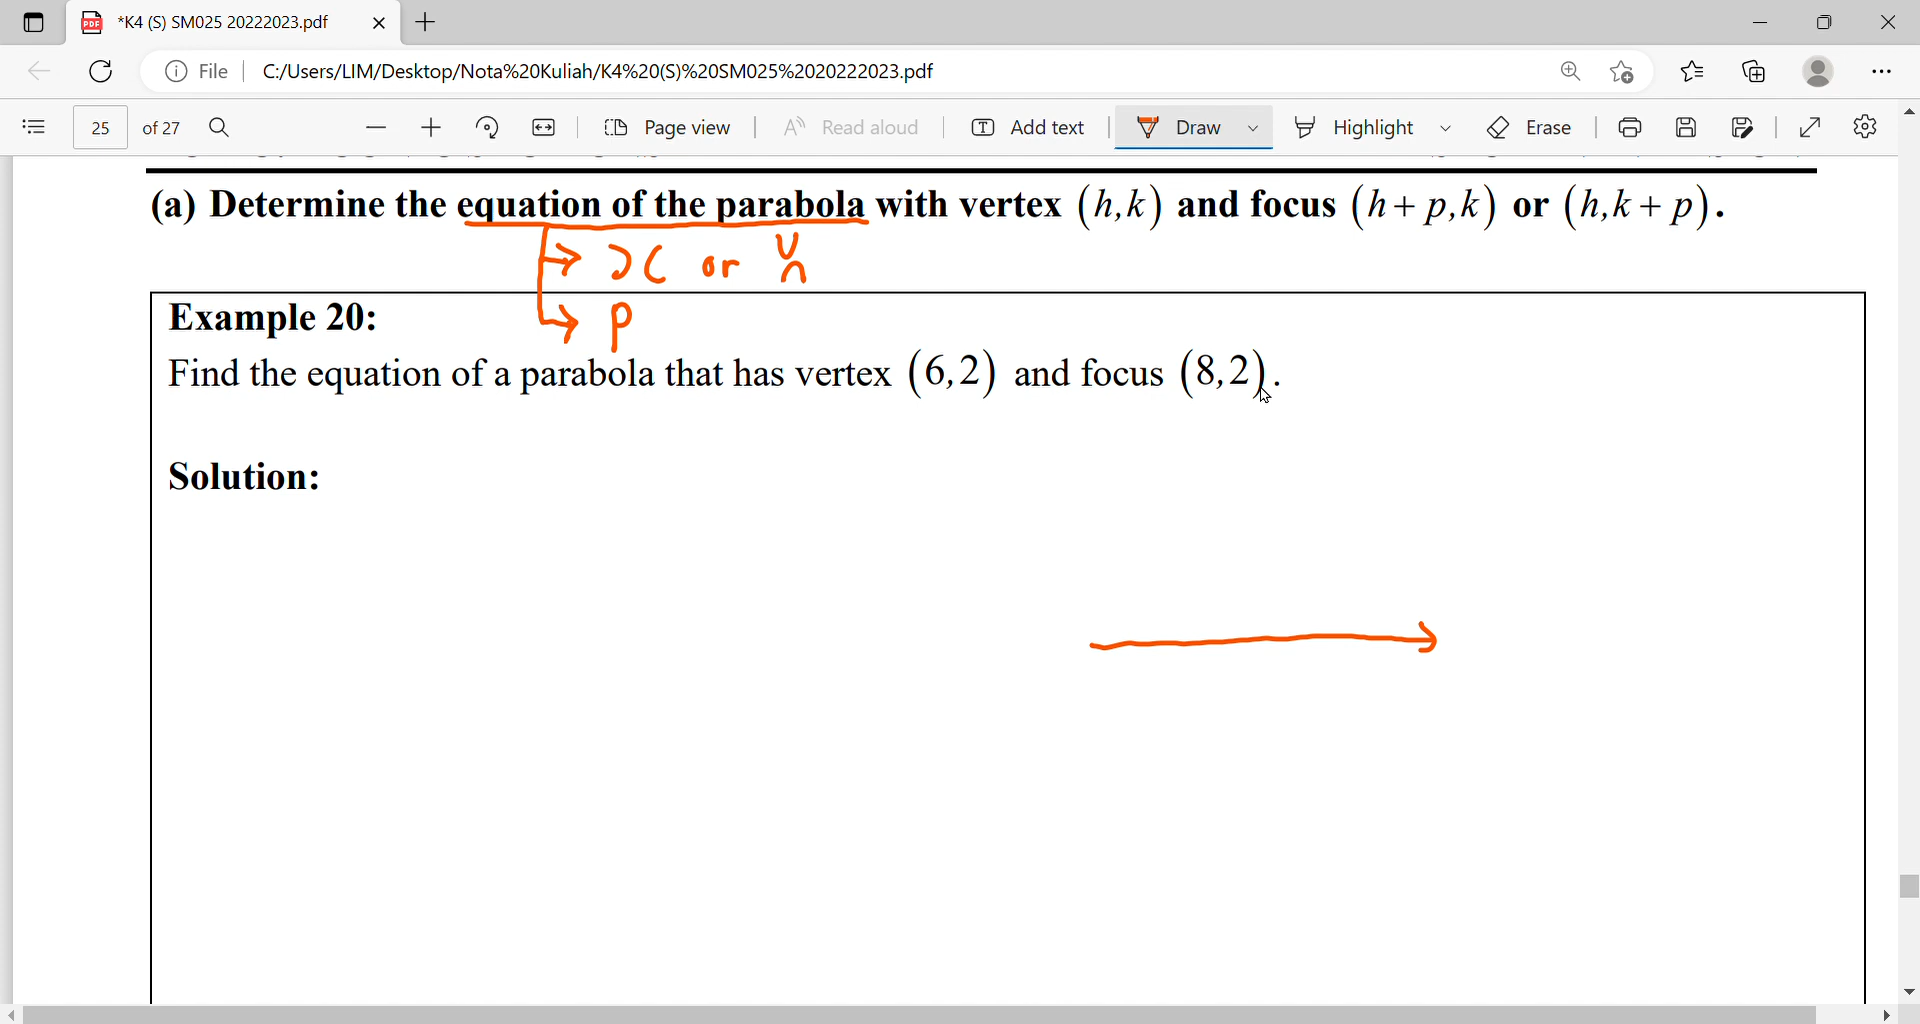 *K4 (S) SM025 20222023.pdf
File C:/Users/LIM/Desktop/Nota%20Kuliah/K4%20(S)%20SM025%2020222023.pdf
25 of 27 Page view Read aloud Add text Draw Highlight Erase
(a) Determine the equation of the parabola with vertex (h,k) and focus (h+p,k) or (h,k+p).
or
Example 20:
p
Find the equation of a parabola that has vertex (6,2) and focus (8,2).
Solution: